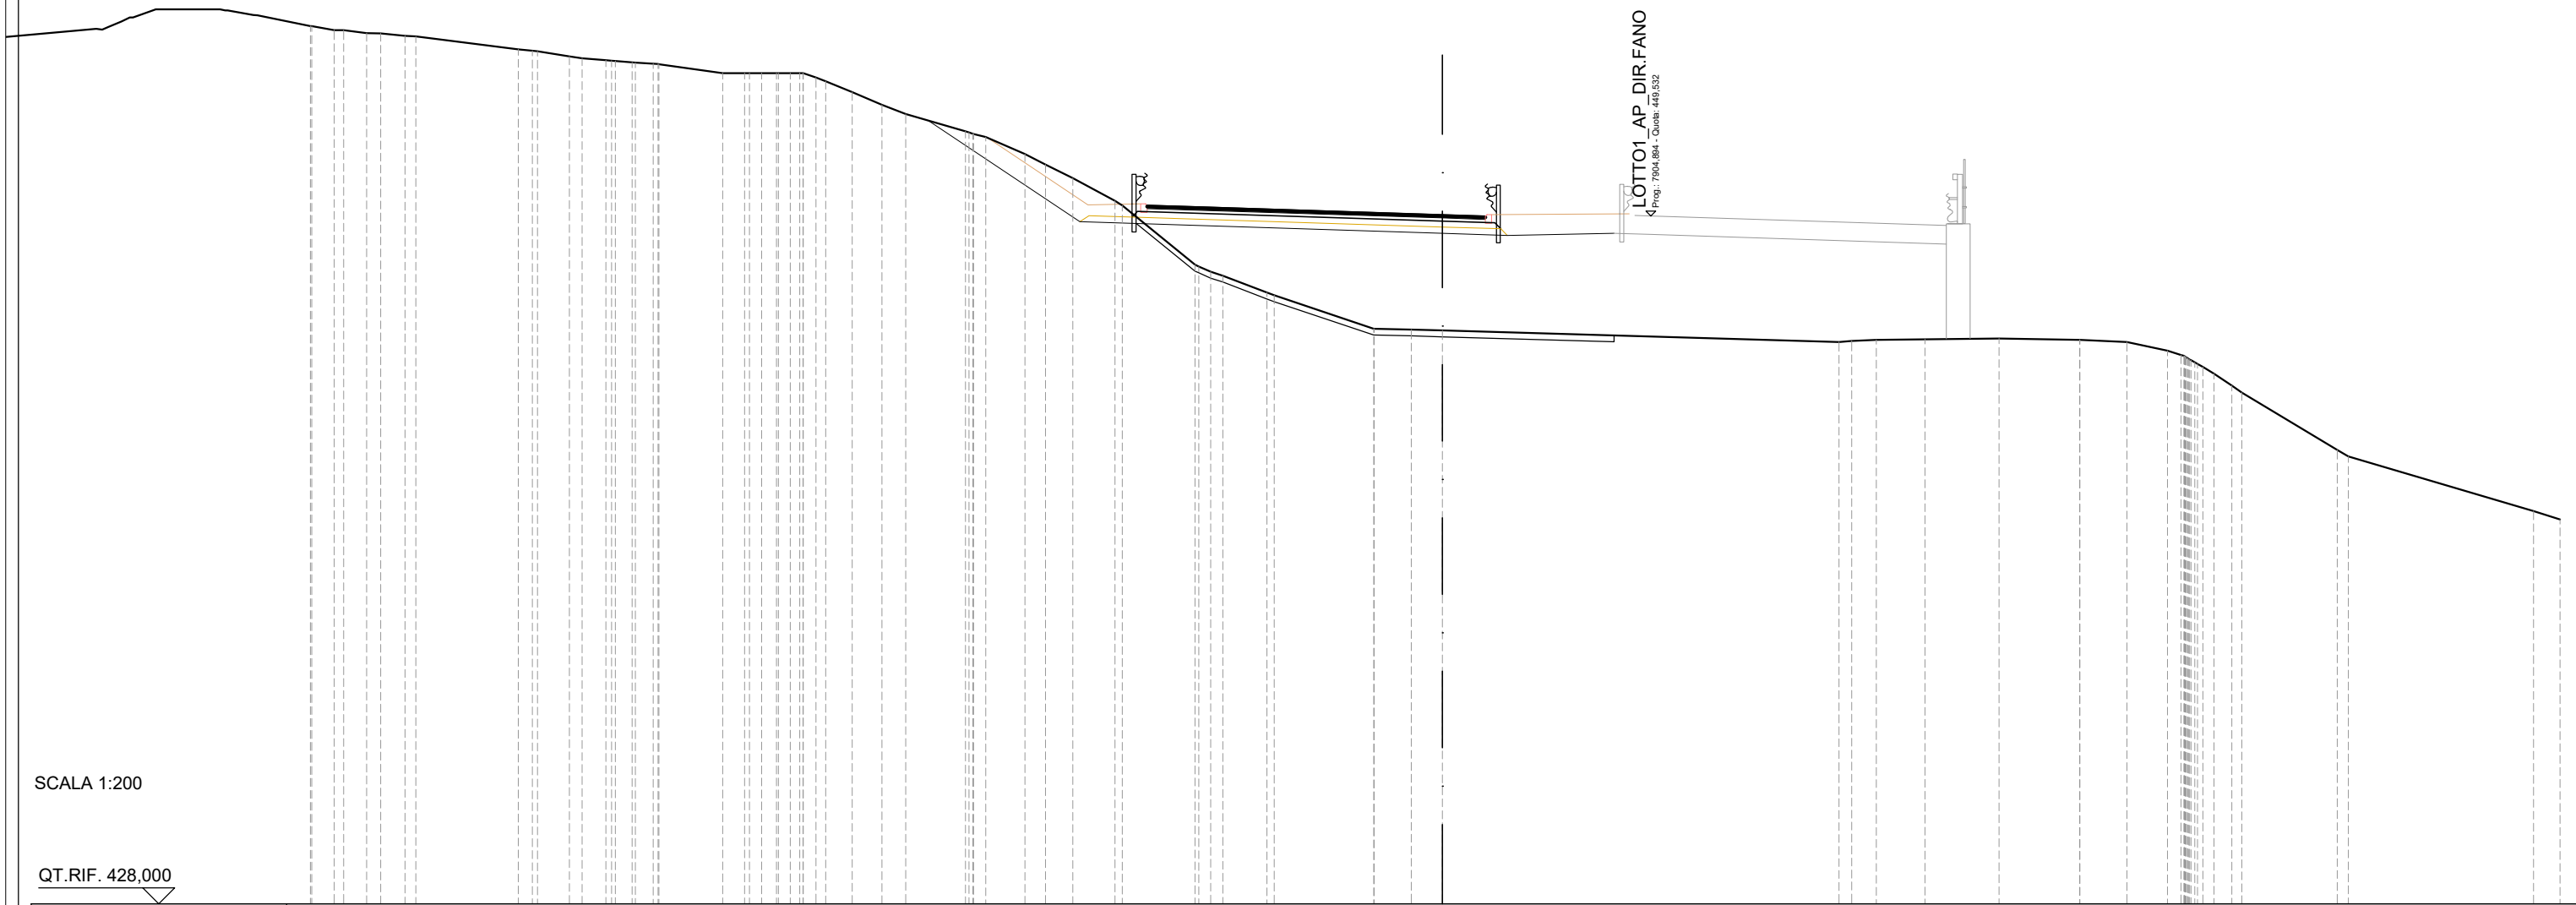 LOTTO1_AP_DIR.FANO
Prog.: 7904,894 - Quota: 449,532
SCALA 1:200
QT.RIF. 428,000